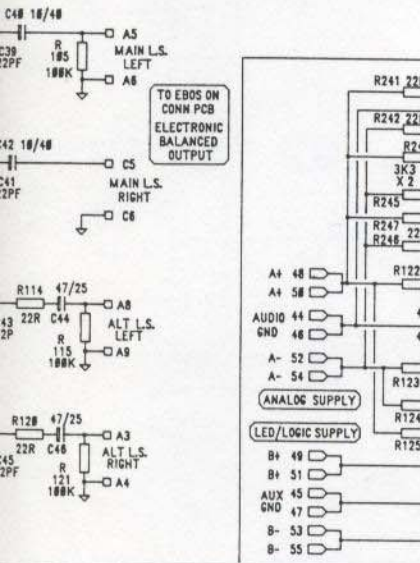 C40 10/40
A5
C39
R
105
100K
MAIN L.S.
LEFT
22PF
A6
TO EBOS ON
CONN PCB
ELECTRONIC
BALANCED
OUTPUT
C42 10/40
C5
C41
MAIN L.S.
RIGHT
22PF
C6
R114
47/25
A8
22R
C44
ALT L.S.
LEFT
R
115
100K
A9
R120
47/25
A3
22R
C46
ALT L.S.
RIGHT
C45
R
121
100K
A4
R241
R242
3K3
X 2
R245
R247
R246
R122
A+ 48
A+ 50
AUDIO 44
GND 46
A- 52
A- 54
R123
ANALOG SUPPLY
R124
LED/LOGIC SUPPLY
R125
B+ 49
B+ 51
AUX 45
GND 47
B- 53
B- 55